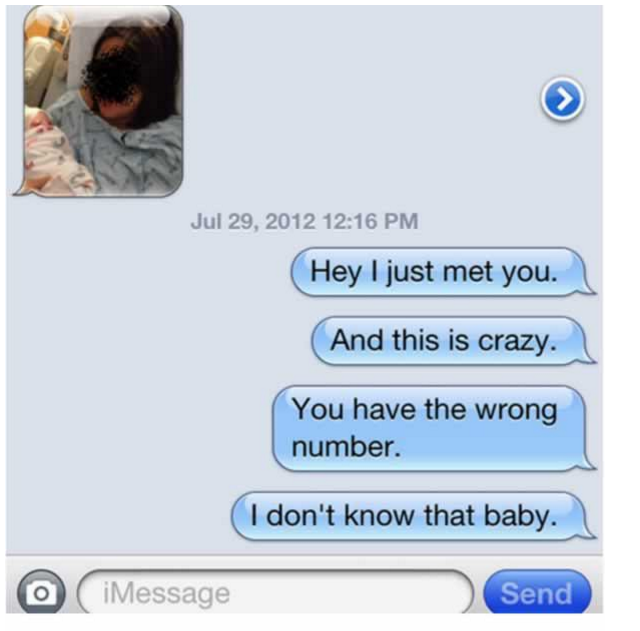 Jul 29, 2012 12:16 PM
Hey I just met you.
And this is crazy.
You have the wrong
number.
I don't know that baby.
iMessage
Send